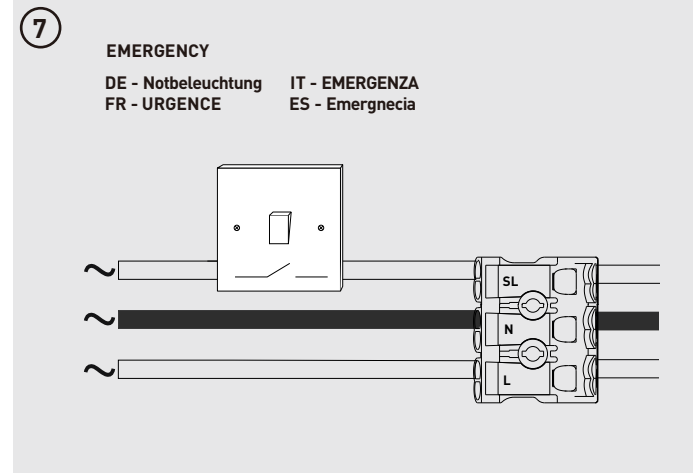 7
EMERGENCY
DE - Notbeleuchtung IT - EMERGENZA
FR - URGENCE ES - Emergnecia
SL
N
L